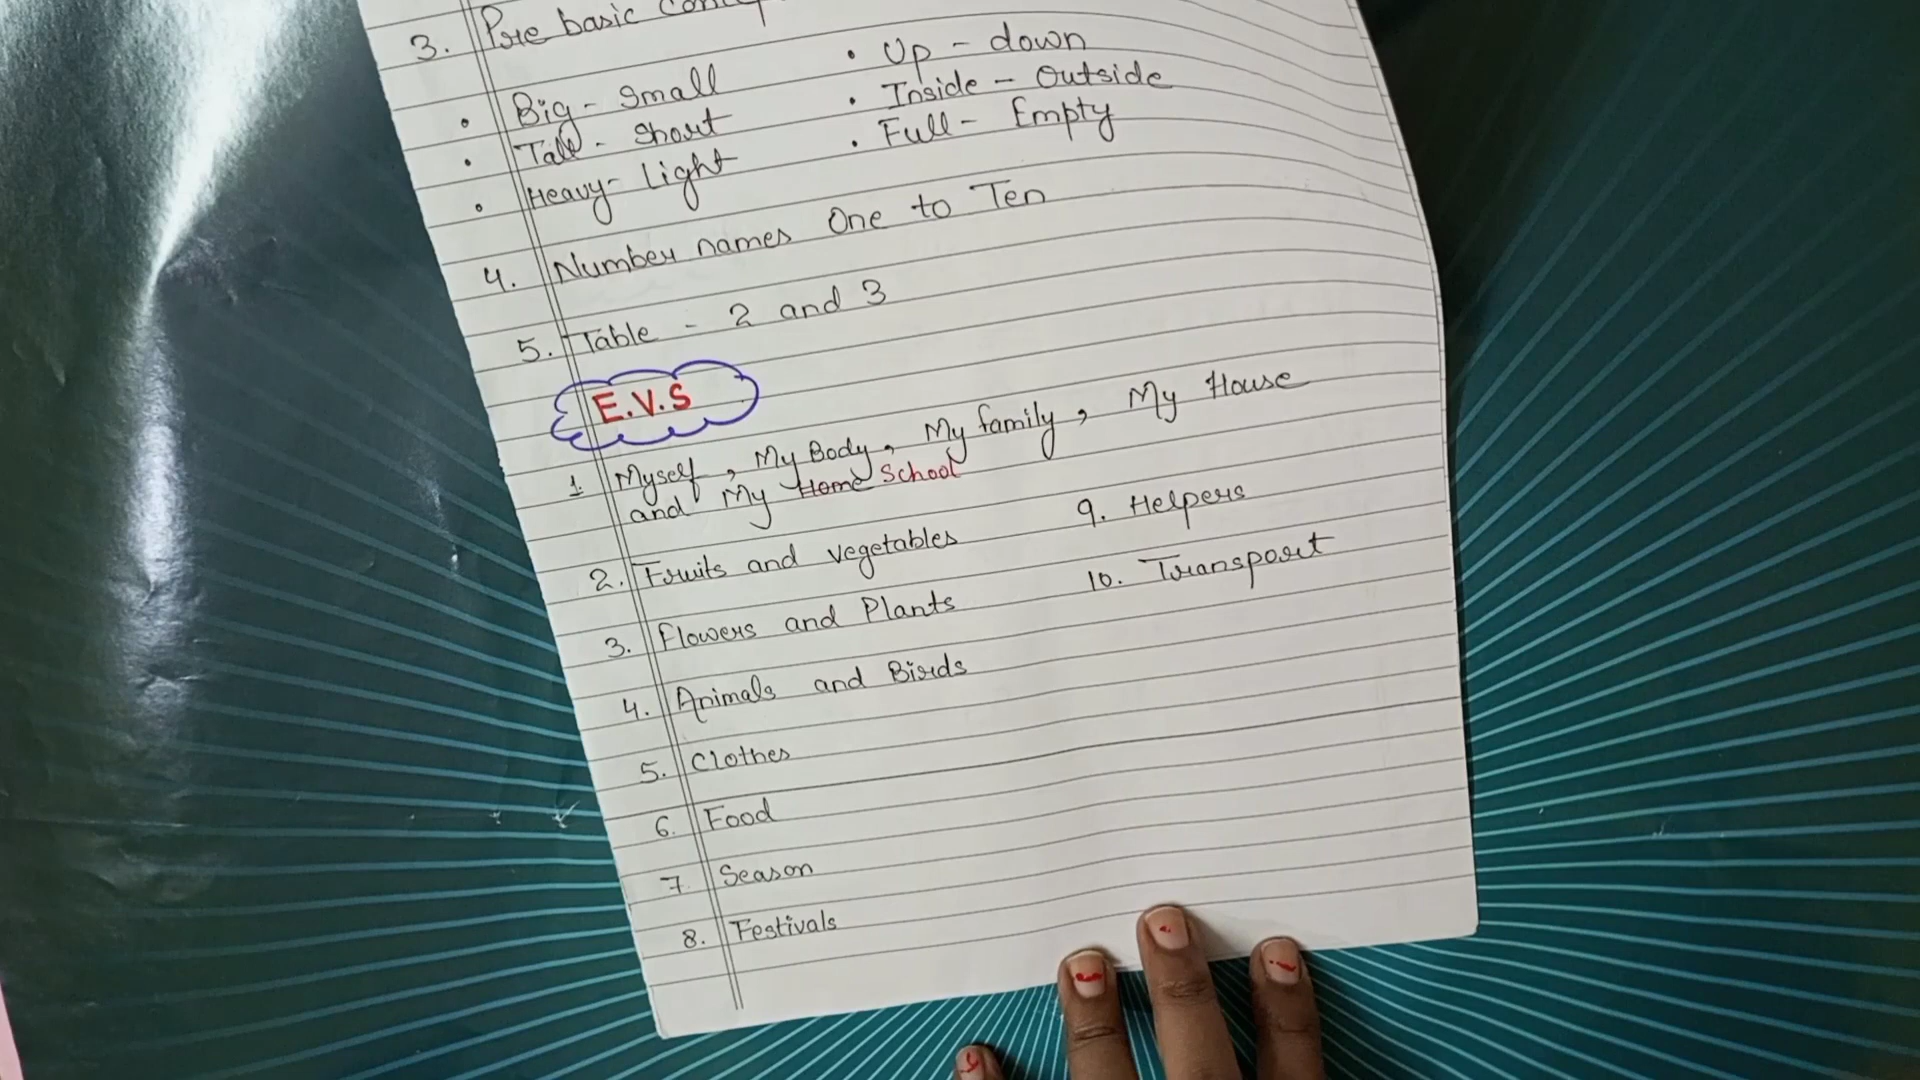 3. Pre basic
• Big - Small
• Tall - Short
• Heavy - Light
• Up - down
• Inside - Outside
• Full - Empty
4. Number names One to Ten
5. Table - 2 and 3
E.V.S
1. Myself, My Body, My family, My House
and My Home School
2. Fruits and vegetables
3. Flowers and Plants
4. Animals and Birds
5. Clothes
6. Food
7. Season
8. Festivals
9. Helpers
10. Transport